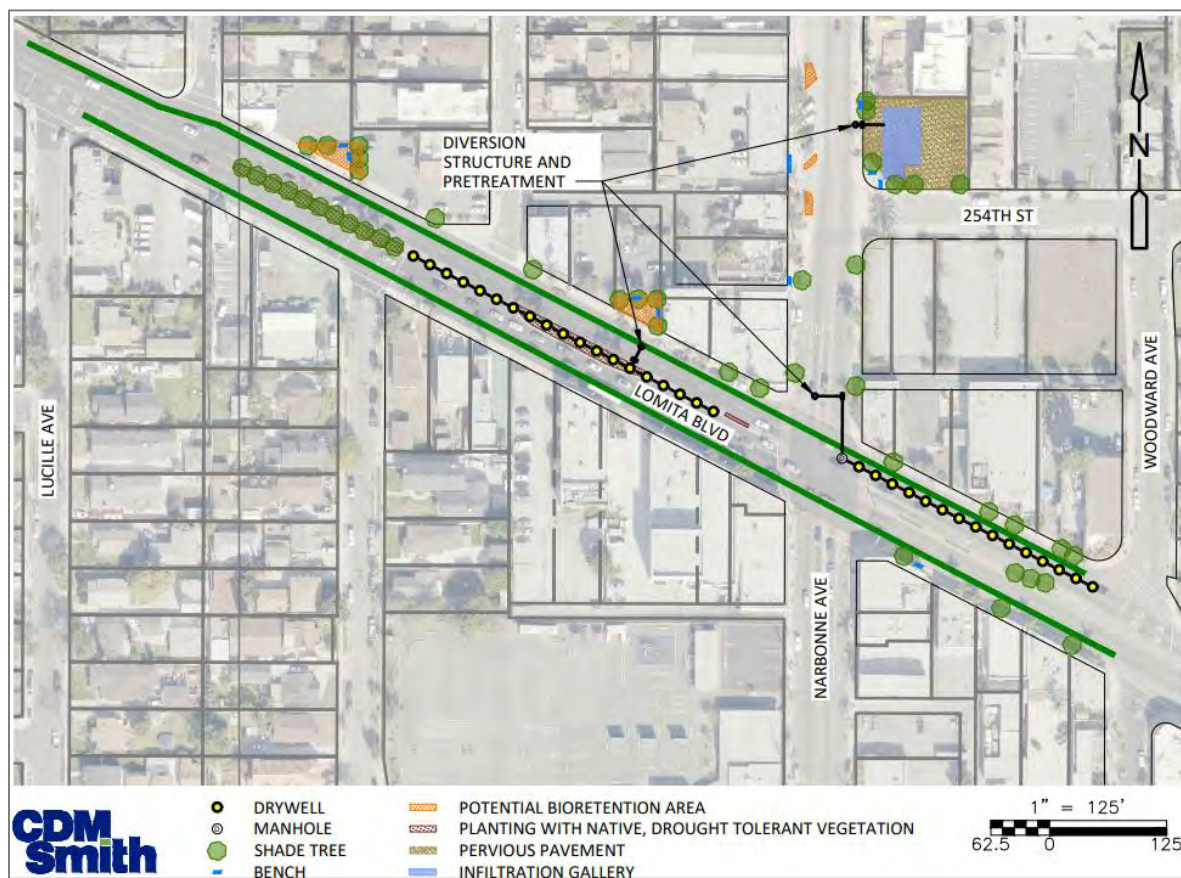 DIVERSION
STRUCTURE AND
PRETREATMENT
N
254TH ST
LOMITA BLVD
LUCILLE AVE
NARBONNE AVE
WOODWARD AVE
CDM
Smith
DRYWELL
MANHOLE
SHADE TREE
BENCH
POTENTIAL BIORETENTION AREA
PLANTING WITH NATIVE, DROUGHT TOLERANT VEGETATION
PERVIOUS PAVEMENT
INFILTRATION GALLERY
1" = 125'
62.5 0 125